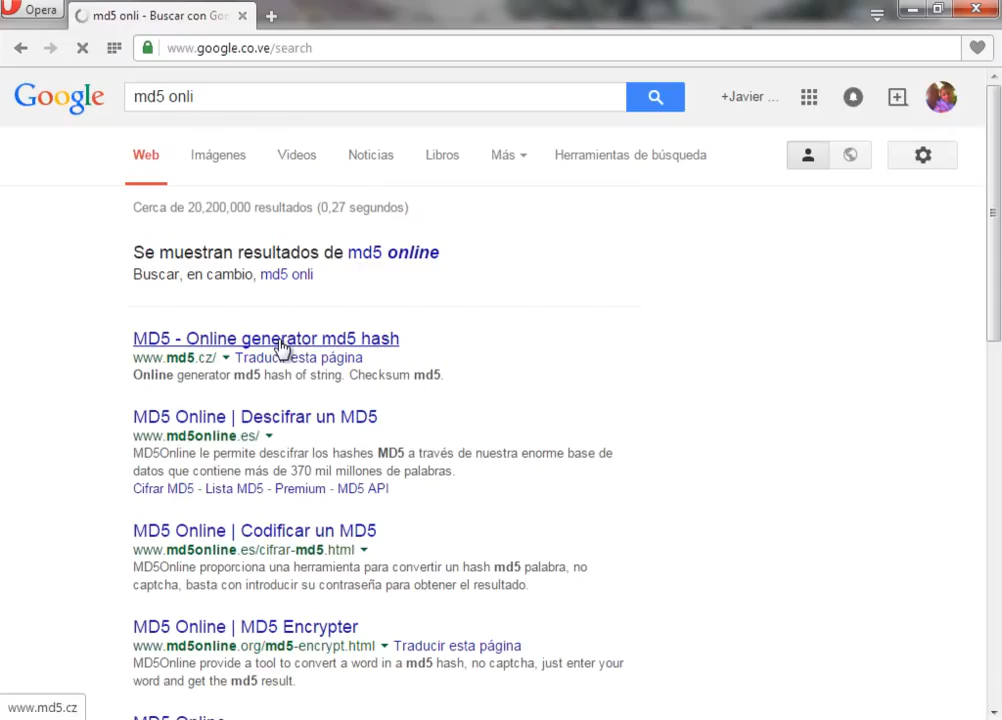 Opera
md5 onli - Buscar con Goo
www.google.co.ve/search
Google
md5 onli
+Javier ...
Web Imágenes Videos Noticias Libros Más Herramientas de búsqueda
Cerca de 20,200,000 resultados (0,27 segundos)
Se muestran resultados de md5 online
Buscar, en cambio, md5 onli
MD5 - Online generator md5 hash
www.md5.cz/ Traducir esta página
Online generator md5 hash of string. Checksum md5.
MD5 Online | Descifrar un MD5
www.md5online.es/
MD5Online le permite descifrar los hashes MD5 a través de nuestra enorme base de
datos que contiene más de 370 mil millones de palabras.
Cifrar MD5 - Lista MD5 - Premium - MD5 API
MD5 Online | Codificar un MD5
www.md5online.es/cifrar-md5.html
MD5Online proporciona una herramienta para convertir un hash md5 palabra, no
captcha, basta con introducir su contraseña para obtener el resultado.
MD5 Online | MD5 Encrypter
www.md5online.org/md5-encrypt.html Traducir esta página
MD5Online provide a tool to convert a word in a md5 hash, no captcha, just enter your
word and get the md5 result.
MD5 Online
www.md5.cz